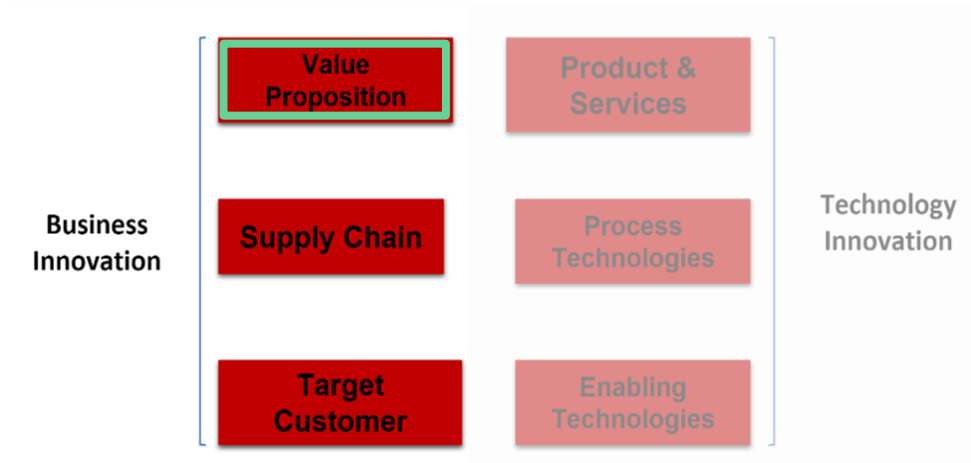 Value
Proposition
Product &
Services
Business
Innovation
Supply Chain
Process
Technologies
Technology
Innovation
Target
Customer
Enabling
Technologies